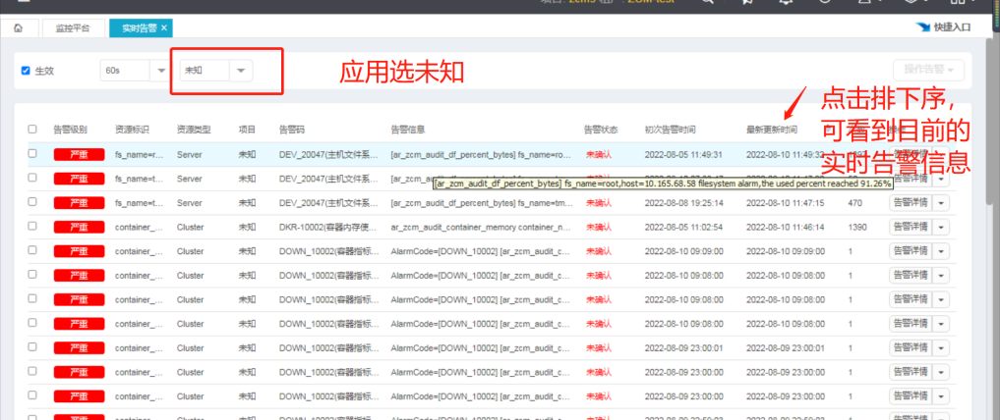 监控平台 实时告警 × 快捷入口
生效 60s 未知 应用选未知 操作告警
点击排下序，
可看到目前的
实时告警信息
告警级别 资源标识 资源类型 项目 告警码 告警信息 告警状态 初次告警时间 最新更新时间
严重 fs_name=r... Server 未知 DEV_20047(主机文件系... [ar_zcm_audit_df_percent_bytes] fs_name=ro... 未确认 2022-08-05 11:49:31 2022-08-10 11:49:32
严重 fs_name=t... Server 未知 DEV_20047(主机文件系... 未确认 告警详情
[ar_zcm_audit_df_percent_bytes] fs_name=root,host=10.165.68.58 filesystem alarm,the used percent reached 91.26%
严重 fs_name=t... Server 未知 DEV_20047(主机文件系... [ar_zcm_audit_df_percent_bytes] fs_name=tm... 未确认 2022-08-08 19:25:14 2022-08-10 11:47:15 470 告警详情
严重 container_... Cluster 未知 DKR-10002(容器内存使... ar_zcm_audit_container_memory container_n... 未确认 2022-08-05 11:02:54 2022-08-10 11:46:14 1390 告警详情
严重 container_... Cluster 未知 DOWN_10002(容器指标... AlarmCode=[DOWN_10002] [ar_zcm_audit_c... 未确认 2022-08-10 09:09:00 2022-08-10 09:09:00 1 告警详情
严重 container_... Cluster 未知 DOWN_10002(容器指标... AlarmCode=[DOWN_10002] [ar_zcm_audit_c... 未确认 2022-08-10 09:08:00 2022-08-10 09:08:00 1 告警详情
严重 container_... Cluster 未知 DOWN_10002(容器指标... AlarmCode=[DOWN_10002] [ar_zcm_audit_c... 未确认 2022-08-10 09:08:00 2022-08-10 09:08:00 1 告警详情
严重 container_... Cluster 未知 DOWN_10002(容器指标... AlarmCode=[DOWN_10002] [ar_zcm_audit_c... 未确认 2022-08-10 09:08:00 2022-08-10 09:08:00 1 告警详情
严重 container_... Cluster 未知 DOWN_10002(容器指标... AlarmCode=[DOWN_10002] [ar_zcm_audit_c... 未确认 2022-08-09 23:00:01 2022-08-09 23:00:01 1 告警详情
严重 container_... Cluster 未知 DOWN_10002(容器指标... AlarmCode=[DOWN_10002] [ar_zcm_audit_c... 未确认 2022-08-09 23:00:00 2022-08-09 23:00:00 1 告警详情
严重 container_... Cluster 未知 DOWN_10002(容器指标... AlarmCode=[DOWN_10002] [ar_zcm_audit_c... 未确认 2022-08-09 23:00:00 2022-08-09 23:00:00 1 告警详情